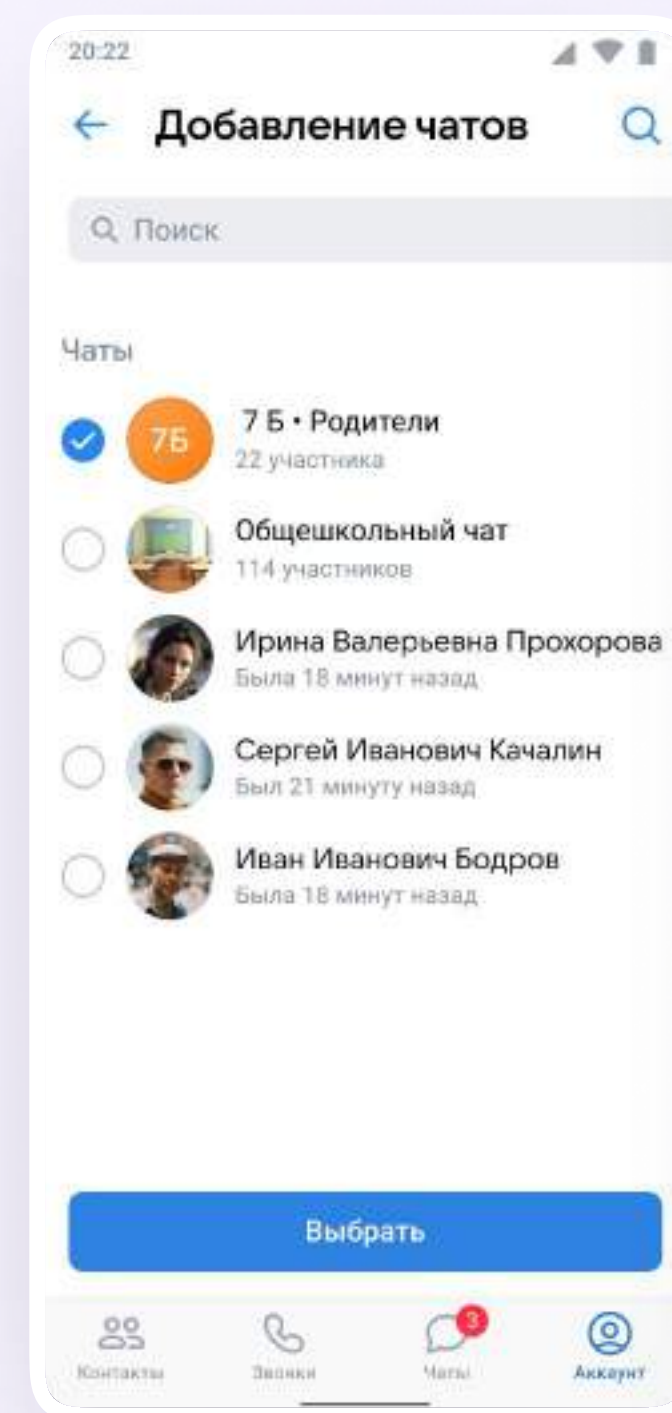 20:22
Добавление чатов
Поиск
Чаты
7Б
7 Б • Родители
22 участника
Общешкольный чат
114 участников
Ирина Валерьевна Прохорова
Была 18 минут назад
Сергей Иванович Качалин
Был 21 минуту назад
Иван Иванович Бодров
Была 18 минут назад
Выбрать
3
Контакты Звонки Чаты Аккаунт